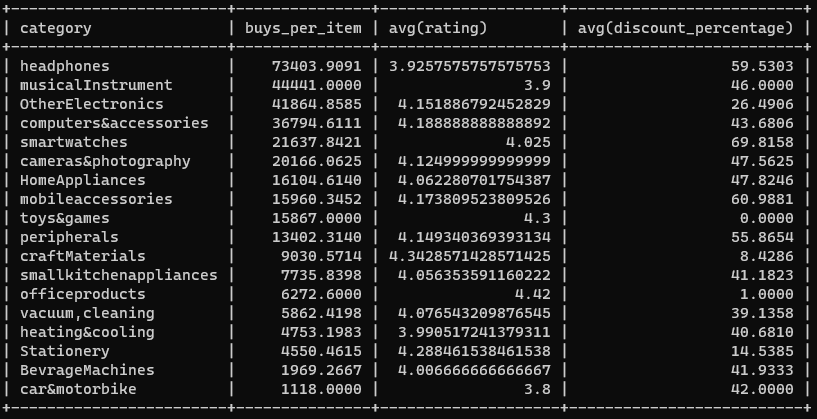 +------------------------+----------------+--------------------+--------------------------+
| category               | buys_per_item  | avg(rating)        | avg(discount_percentage) |
+------------------------+----------------+--------------------+--------------------------+
| headphones             |     73403.9091 | 3.9257575757575753 |                  59.5303 |
| musicalInstrument      |     44441.0000 |                3.9 |                  46.0000 |
| OtherElectronics       |     41864.8585 |  4.151886792452829 |                  26.4906 |
| computers&accessories  |     36794.6111 |  4.188888888888892 |                  43.6806 |
| smartwatches           |     21637.8421 |              4.025 |                  69.8158 |
| cameras&photography    |     20166.0625 |  4.124999999999999 |                  47.5625 |
| HomeAppliances         |     16104.6140 |  4.062280701754387 |                  47.8246 |
| mobileaccessories      |     15960.3452 |  4.173809523809526 |                  60.9881 |
| toys&games             |     15867.0000 |                4.3 |                   0.0000 |
| peripherals            |     13402.3140 |  4.149340369393134 |                  55.8654 |
| craftMaterials         |      9030.5714 | 4.3428571428571425 |                   8.4286 |
| smallkitchenappliances |      7735.8398 |  4.056353591160222 |                  41.1823 |
| officeproducts         |      6272.6000 |               4.42 |                   1.0000 |
| vacuum,cleaning        |      5862.4198 |  4.076543209876545 |                  39.1358 |
| heating&cooling        |      4753.1983 |  3.990517241379311 |                  40.6810 |
| Stationery             |      4550.4615 |  4.288461538461538 |                  14.5385 |
| BevrageMachines        |      1969.2667 |  4.006666666666667 |                  41.9333 |
| car&motorbike          |      1118.0000 |                3.8 |                  42.0000 |
+------------------------+----------------+--------------------+--------------------------+